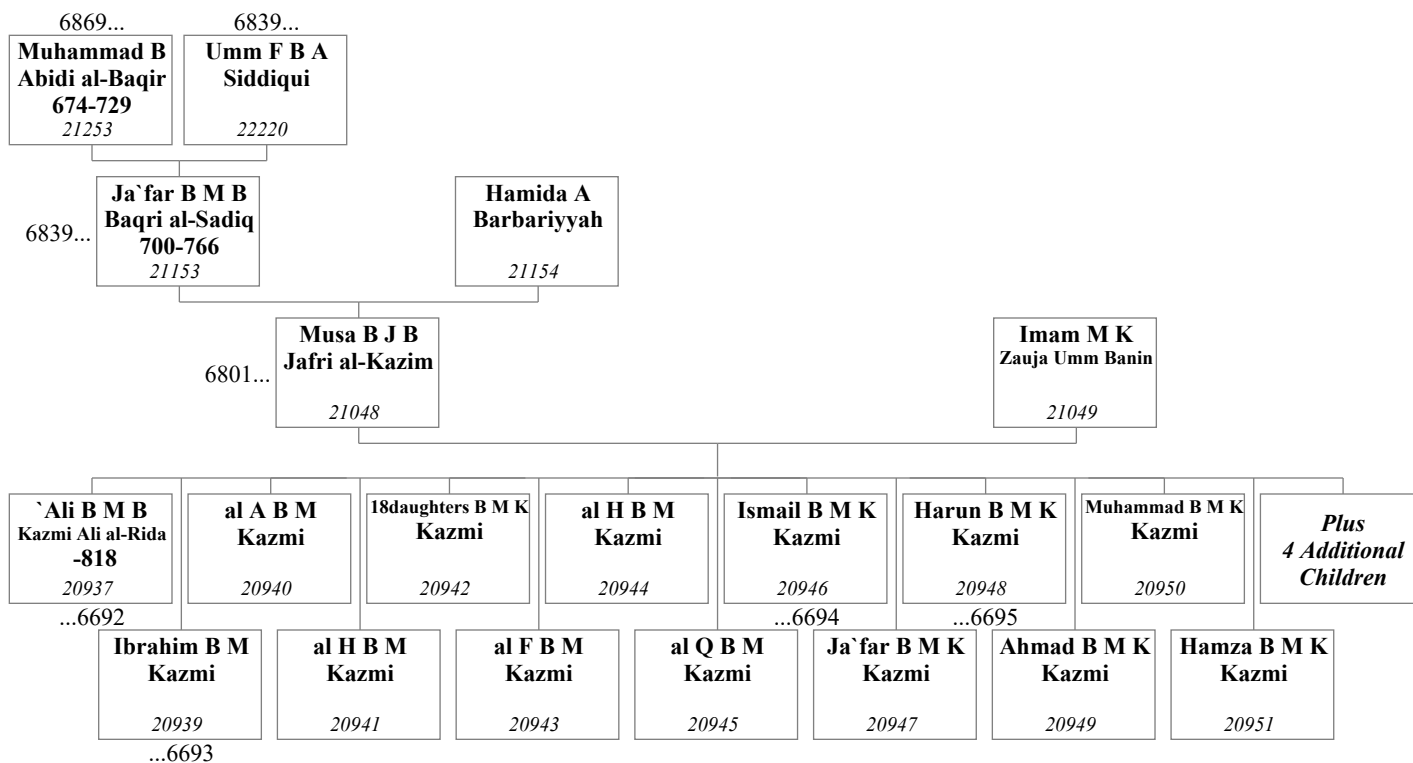 6869...
6839...
Muhammad B
Abidi al-Baqir
674-729
21253
Umm F B A
Siddiqui
22220
6839...
Ja`far B M B
Baqri al-Sadiq
700-766
21153
Hamida A
Barbariyyah
21154
6801...
Musa B J B
Jafri al-Kazim
21048
Imam M K
Zauja Umm Banin
21049
`Ali B M B
Kazmi Ali al-Rida
-818
20937
...6692
al A B M
Kazmi
20940
18daughters B M K
Kazmi
20942
al H B M
Kazmi
20944
Ismail B M K
Kazmi
20946
...6694
Harun B M K
Kazmi
20948
...6695
Muhammad B M K
Kazmi
20950
Plus
4 Additional
Children
Ibrahim B M
Kazmi
20939
...6693
al H B M
Kazmi
20941
al F B M
Kazmi
20943
al Q B M
Kazmi
20945
Ja`far B M K
Kazmi
20947
Ahmad B M K
Kazmi
20949
Hamza B M K
Kazmi
20951